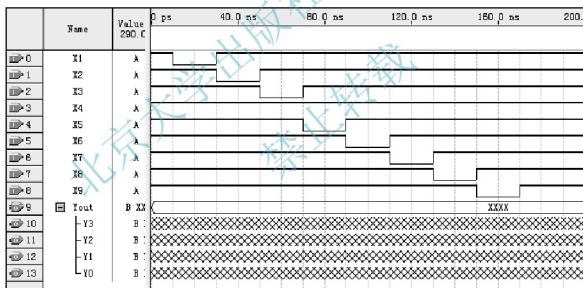 Name
Value
290.0
0 ps
40.0 ns
80.0 ns
120.0 ns
160.0 ns
200.
0 X1 A
1 X2 A
2 X3 A
3 X4 A
4 X5 A
5 X6 A
6 X7 A
7 X8 A
8 X9 A
9 Yout B XX XXXX
10 Y3 B
11 Y2 B
12 Y1 B
13 Y0 B
北京大学出版社
禁止转载